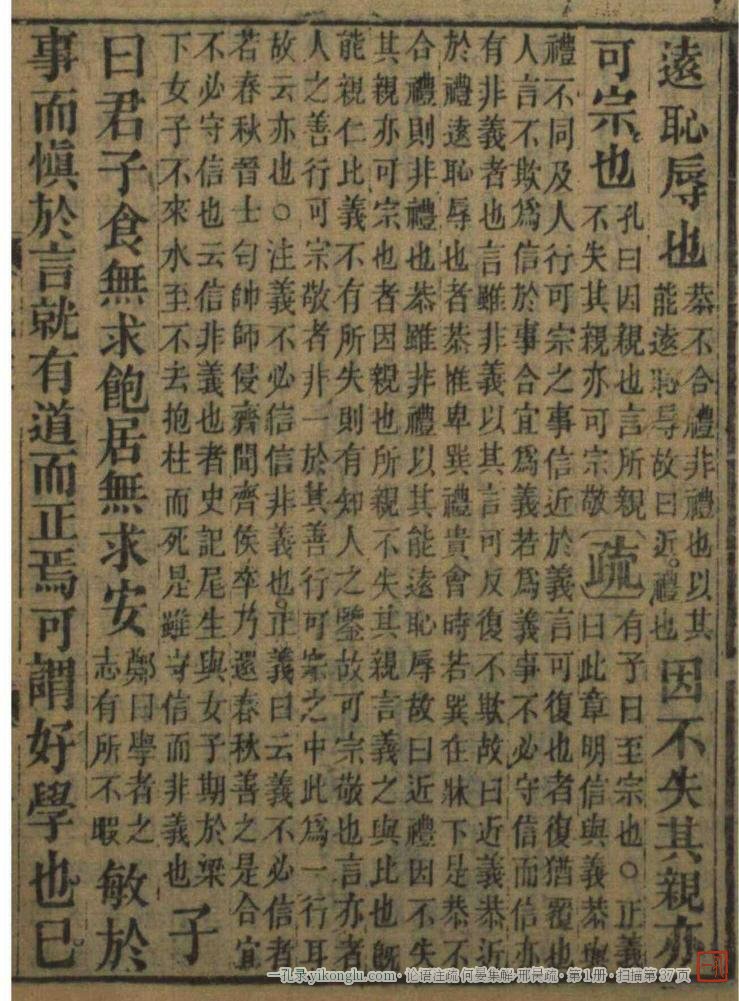 遠恥辱也恭不合禮非禮也以其
能遠恥辱故曰近禮也因不失其親亦
可宗也孔曰因親也言所親
不失其親亦可宗敬疏有子曰至宗也〇正義
曰此章明信與義恭與
禮不同及人行可宗之事信近於義言可復也者復猶覆也
人言不欺為信於事合宜為義若為義事不必守信而信亦
有非義者也言雖非義以其言可反復不欺故曰近義恭近
於禮遠恥辱也者恭惟卑巽禮貴會時若巽在牀下是恭不
合禮則非禮也恭雖非禮以其能遠恥辱故曰近禮因不失
其親亦可宗也者因親也所親不失其親言義之與比也旣
能親仁比義不有所失則有知人之鑒故可宗敬也言亦者
人之善行可宗敬者非一於其善行可宗之中此為一行耳
故云亦也〇注義不必信信非義也正義曰云義不必信者
若春秋晉士匄帥師侵齊聞齊侯卒乃還春秋善之是合宜
不必守信也云信非義也者史記尾生與女子期於梁
下女子不來水至不去抱柱而死是雖守信而非義也子
曰君子食無求飽居無求安鄭曰學者之
志有所不暇敏於
事而慎於言就有道而正焉可謂好學也已
一孔录yikonglu.com·论语注疏 何晏集解 邢昺疏·第1册·扫描第37页